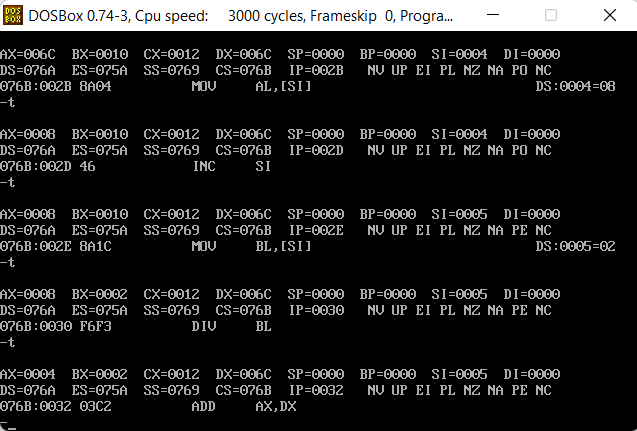 DOS BOX DOSBox 0.74-3, Cpu speed: 3000 cycles, Frameskip 0, Progra...
AX=006C BX=0010 CX=0012 DX=006C SP=0000 BP=0000 SI=0004 DI=0000
DS=076A ES=075A SS=0769 CS=076B IP=002B NV UP EI PL NZ NA PO NC
076B:002B 8A04 MOV AL,[SI] DS:0004=08
-t
AX=0008 BX=0010 CX=0012 DX=006C SP=0000 BP=0000 SI=0004 DI=0000
DS=076A ES=075A SS=0769 CS=076B IP=002D NV UP EI PL NZ NA PO NC
076B:002D 46 INC SI
-t
AX=0008 BX=0010 CX=0012 DX=006C SP=0000 BP=0000 SI=0005 DI=0000
DS=076A ES=075A SS=0769 CS=076B IP=002E NV UP EI PL NZ NA PE NC
076B:002E 8A1C MOV BL,[SI] DS:0005=02
-t
AX=0008 BX=0002 CX=0012 DX=006C SP=0000 BP=0000 SI=0005 DI=0000
DS=076A ES=075A SS=0769 CS=076B IP=0030 NV UP EI PL NZ NA PE NC
076B:0030 F6F3 DIV BL
-t
AX=0004 BX=0002 CX=0012 DX=006C SP=0000 BP=0000 SI=0005 DI=0000
DS=076A ES=075A SS=0769 CS=076B IP=0032 NV UP EI PL NZ NA PE NC
076B:0032 03C2 ADD AX,DX
-_